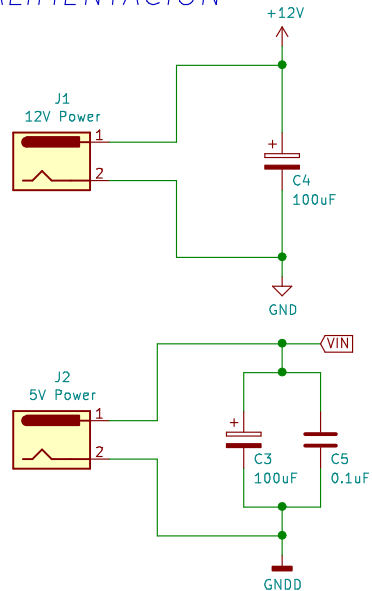 ALIMENTACION
+12V
J1
12V Power
1
2
+
C4
100uF
GND
VIN
J2
5V Power
1
2
+
C3
100uF
C5
0.1uF
GNDD